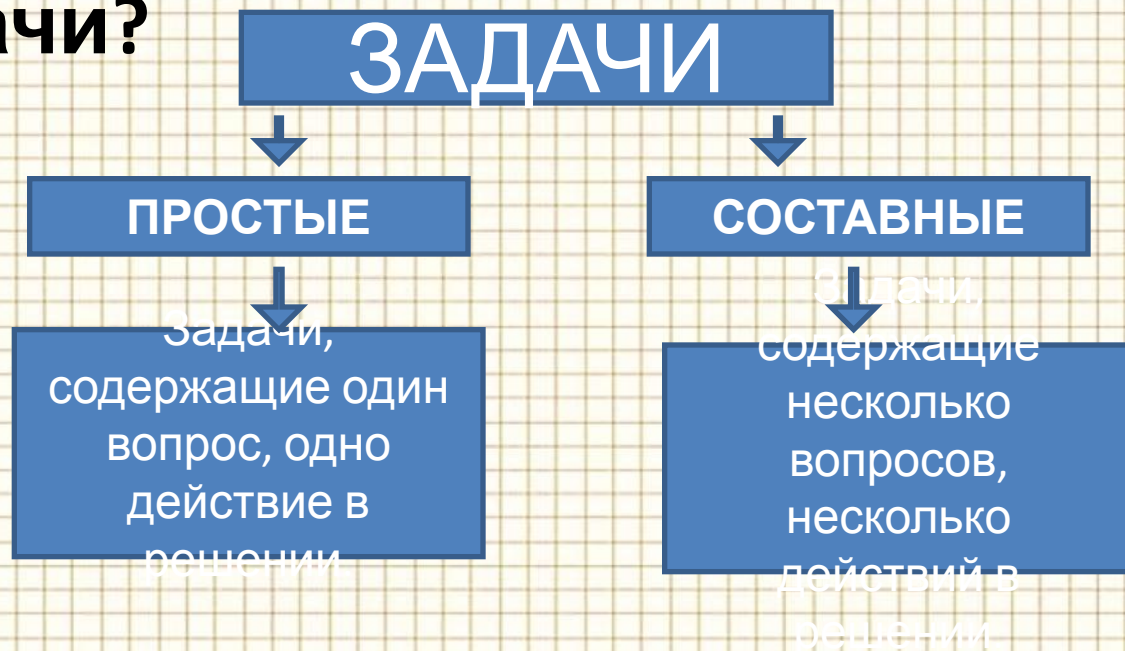 ачи?
ЗАДАЧИ
ПРОСТЫЕ
СОСТАВНЫЕ
Задачи,
содержащие один
вопрос, одно
действие в
решении
Задачи,
содержащие
несколько
вопросов,
несколько
действий в
решении